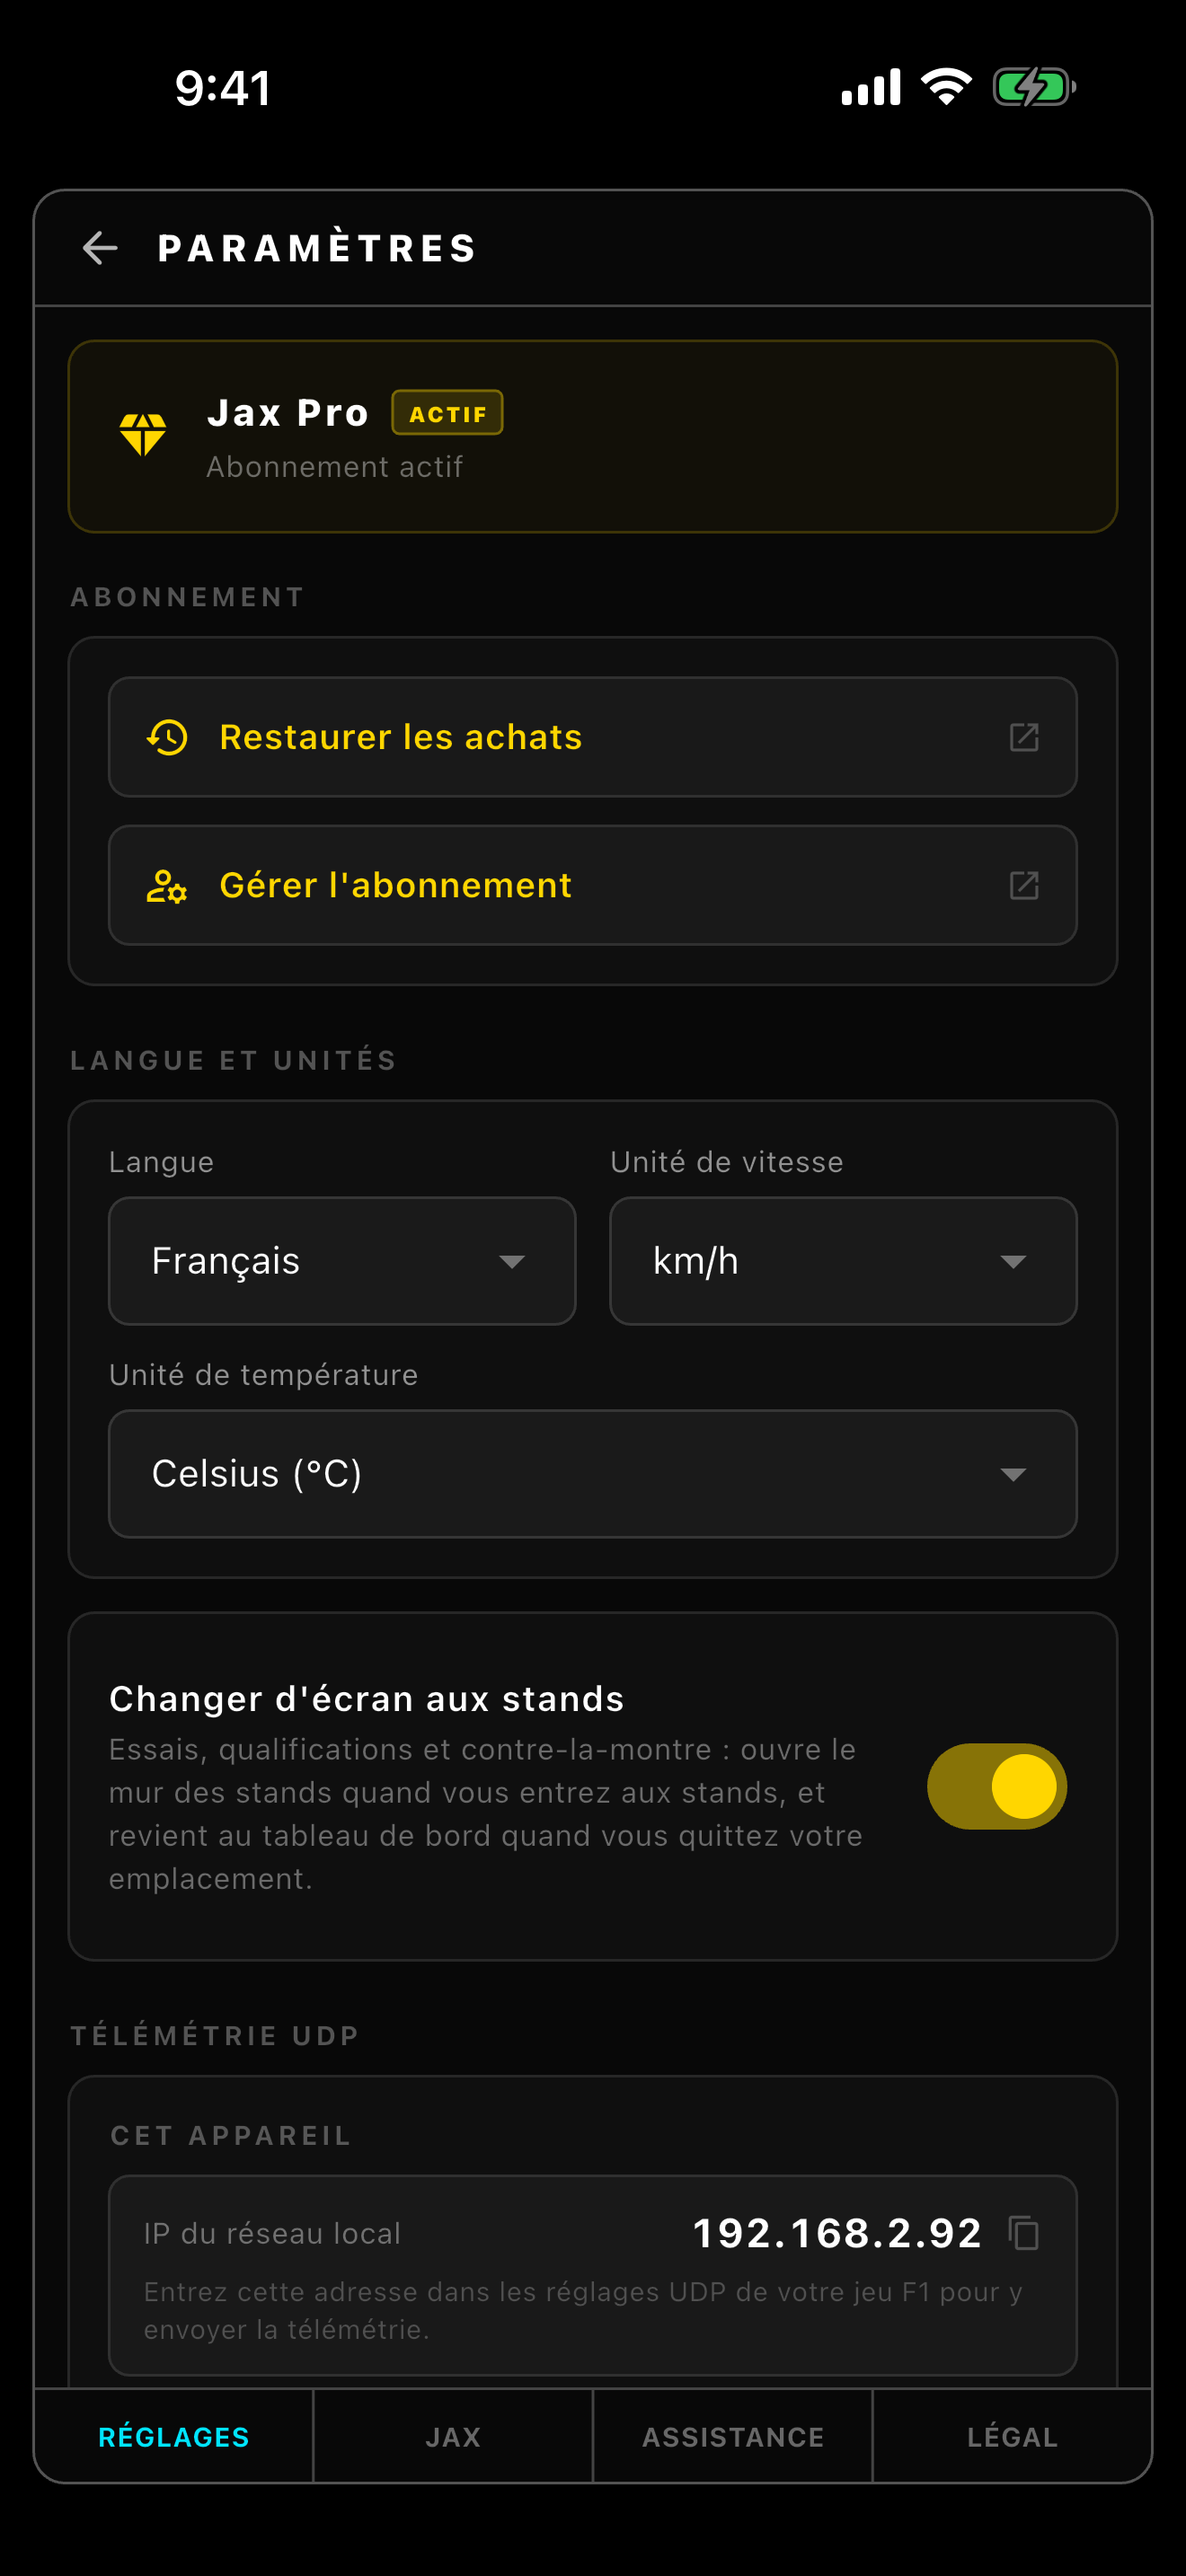 9:41
PARAMÈTRES
Jax Pro ACTIF
Abonnement actif
ABONNEMENT
Restaurer les achats
Gérer l'abonnement
LANGUE ET UNITÉS
Langue
Unité de vitesse
Français
km/h
Unité de température
Celsius (°C)
Changer d'écran aux stands
Essais, qualifications et contre-la-montre : ouvre le
mur des stands quand vous entrez aux stands, et
revient au tableau de bord quand vous quittez votre
emplacement.
TÉLÉMÉTRIE UDP
CET APPAREIL
IP du réseau local 192.168.2.92
Entrez cette adresse dans les réglages UDP de votre jeu F1 pour y
envoyer la télémétrie.
RÉGLAGES
JAX
ASSISTANCE
LÉGAL